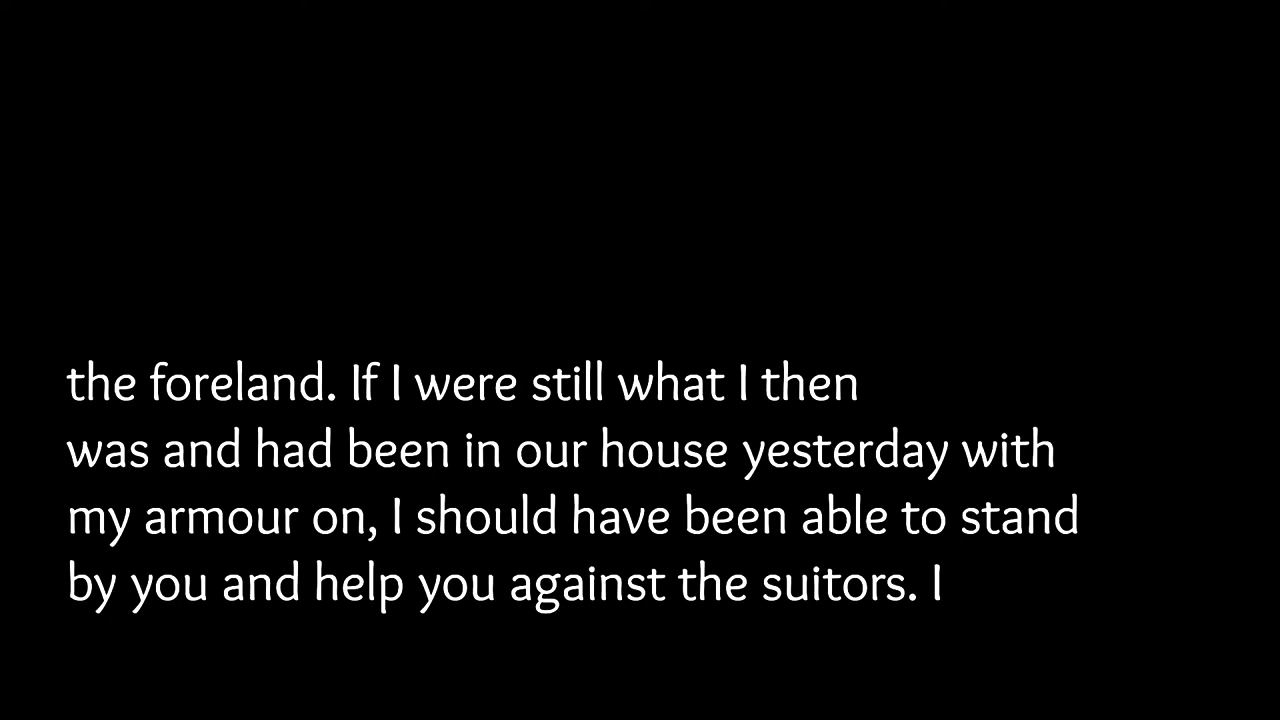 the foreland. If I were still what I then
was and had been in our house yesterday with
my armour on, I should have been able to stand
by you and help you against the suitors. I